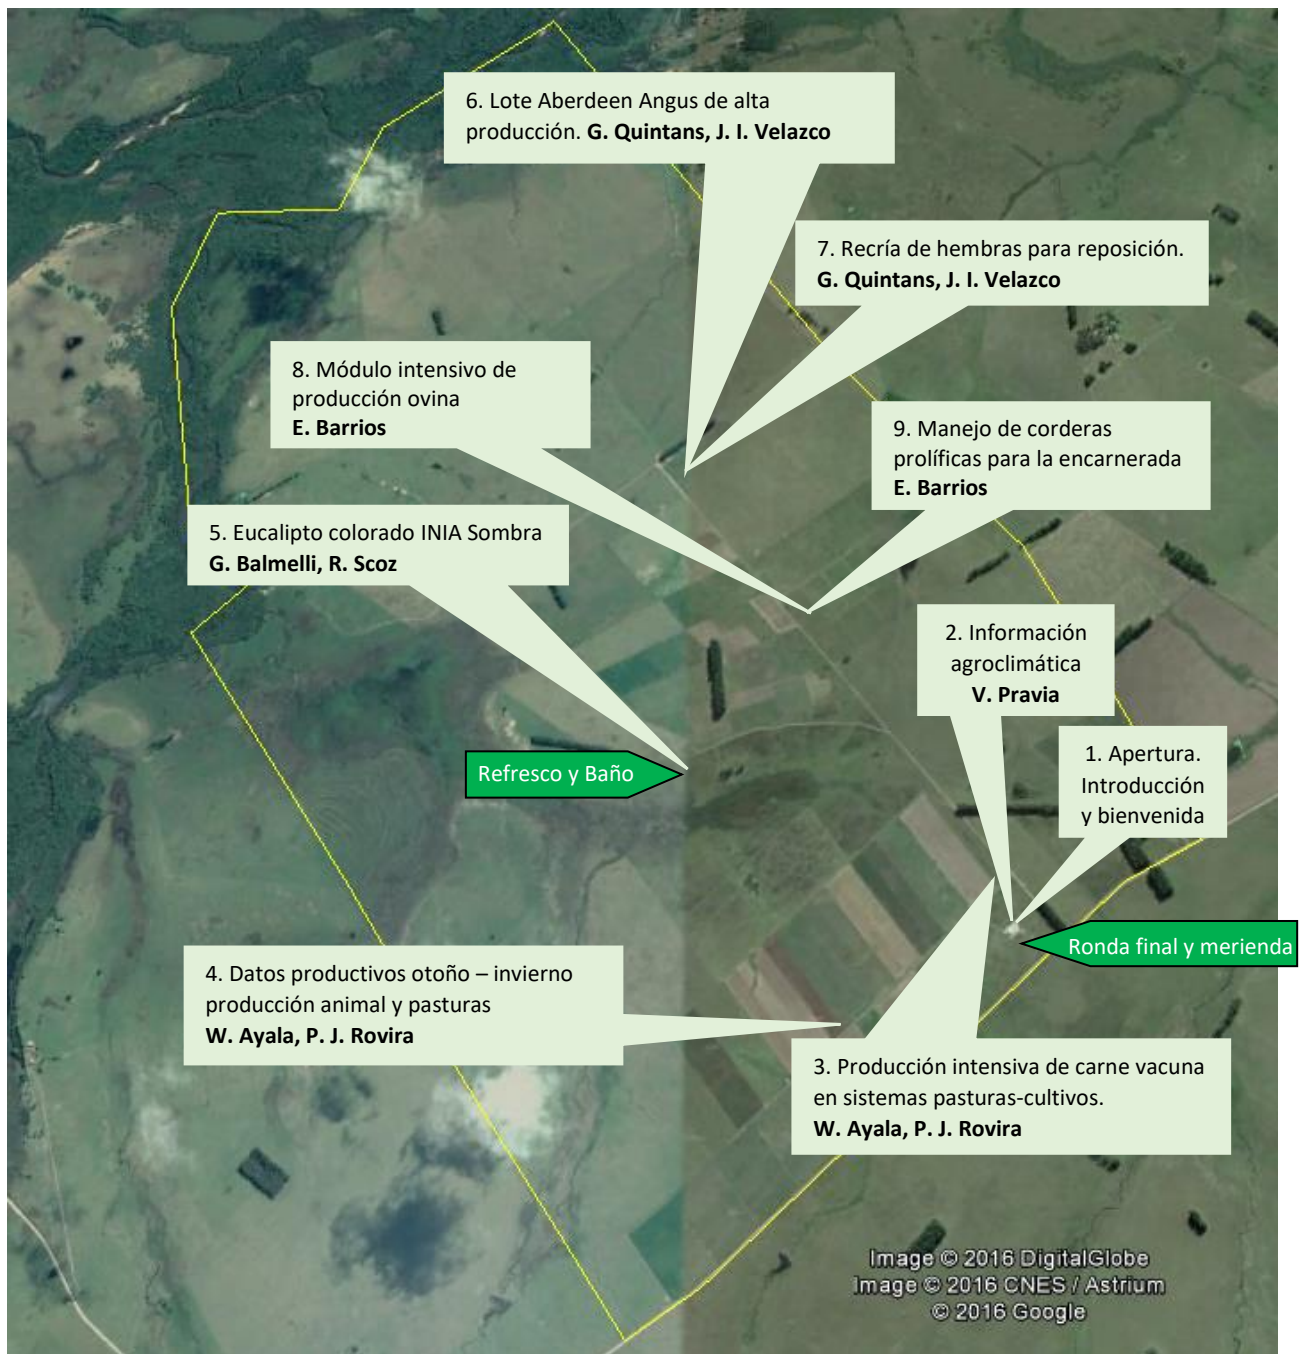 6. Lote Aberdeen Angus de alta
producción. G. Quintans, J. I. Velazco
7. Recría de hembras para reposición.
G. Quintans, J. I. Velazco
8. Módulo intensivo de
producción ovina
E. Barrios
9. Manejo de corderas
prolíficas para la encarnerada
E. Barrios
5. Eucalipto colorado INIA Sombra
G. Balmelli, R. Scoz
2. Información
agroclimática
V. Pravia
1. Apertura.
Introducción
y bienvenida
Refresco y Baño
Ronda final y merienda
4. Datos productivos otoño – invierno
producción animal y pasturas
W. Ayala, P. J. Rovira
3. Producción intensiva de carne vacuna
en sistemas pasturas-cultivos.
W. Ayala, P. J. Rovira
Image © 2016 DigitalGlobe
Image © 2016 CNES / Astrium
© 2016 Google